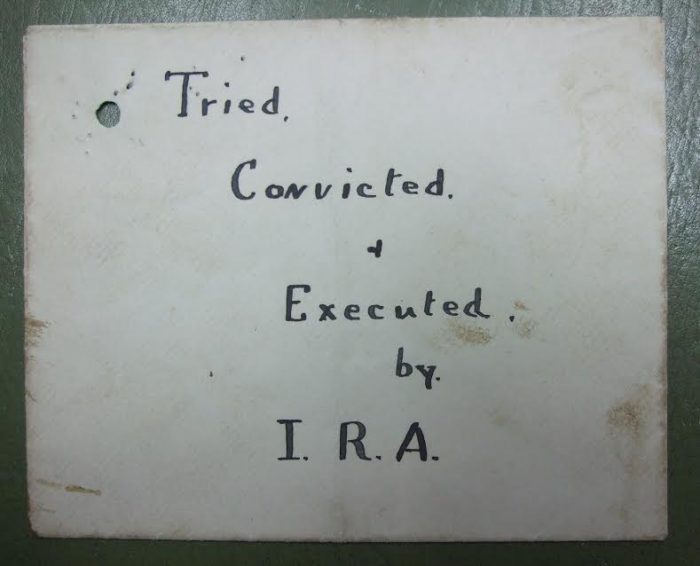 Tried.
Convicted.
+
Executed.
by.
I. R. A.